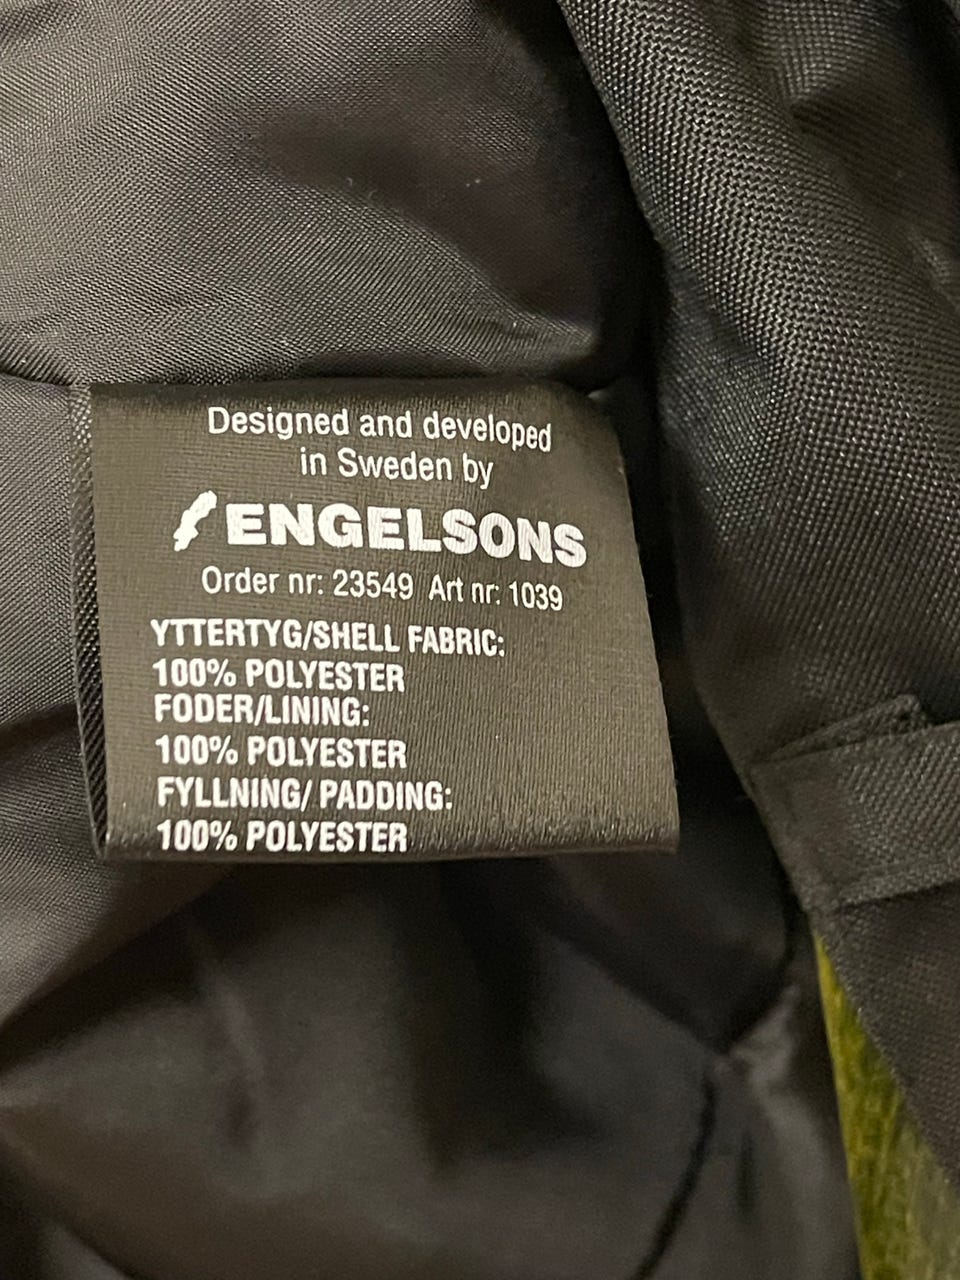 Designed and developed
in Sweden by
ENGELSONS
Order nr: 23549 Art nr: 1039
YTTERTYG/SHELL FABRIC:
100% POLYESTER
FODER/LINING:
100% POLYESTER
FYLLNING/ PADDING:
100% POLYESTER